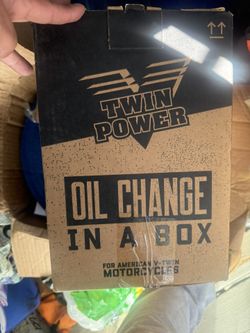 TWIN
POWER
OIL CHANGE
IN A BOX
FOR AMERICAN V-TWIN
MOTORCYCLES